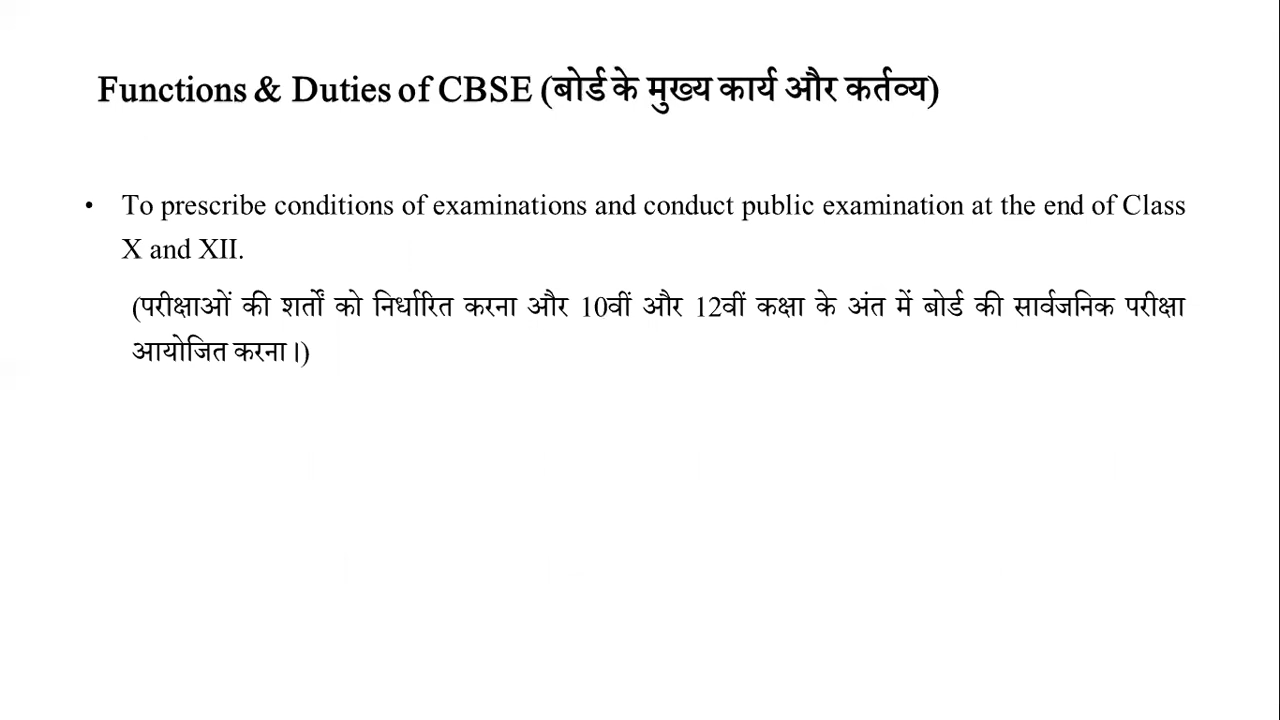 Functions & Duties of CBSE (बोर्ड के मुख्य कार्य और कर्तव्य)
• To prescribe conditions of examinations and conduct public examination at the end of Class
X and XII.
(परीक्षाओं की शर्तों को निर्धारित करना और 10वीं और 12वीं कक्षा के अंत में बोर्ड की सार्वजनिक परीक्षा
आयोजित करना।)